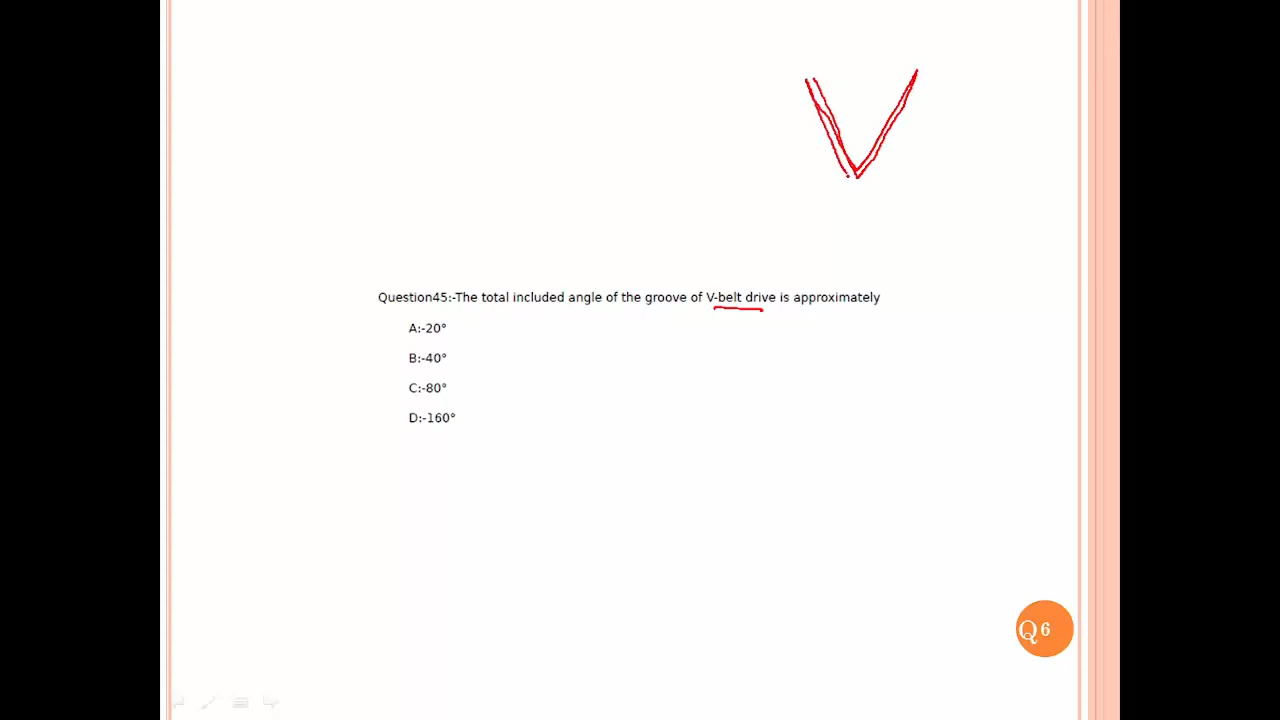 Question45:-The total included angle of the groove of V-belt drive is approximately
A:-20°
B:-40°
C:-80°
D:-160°
Q6